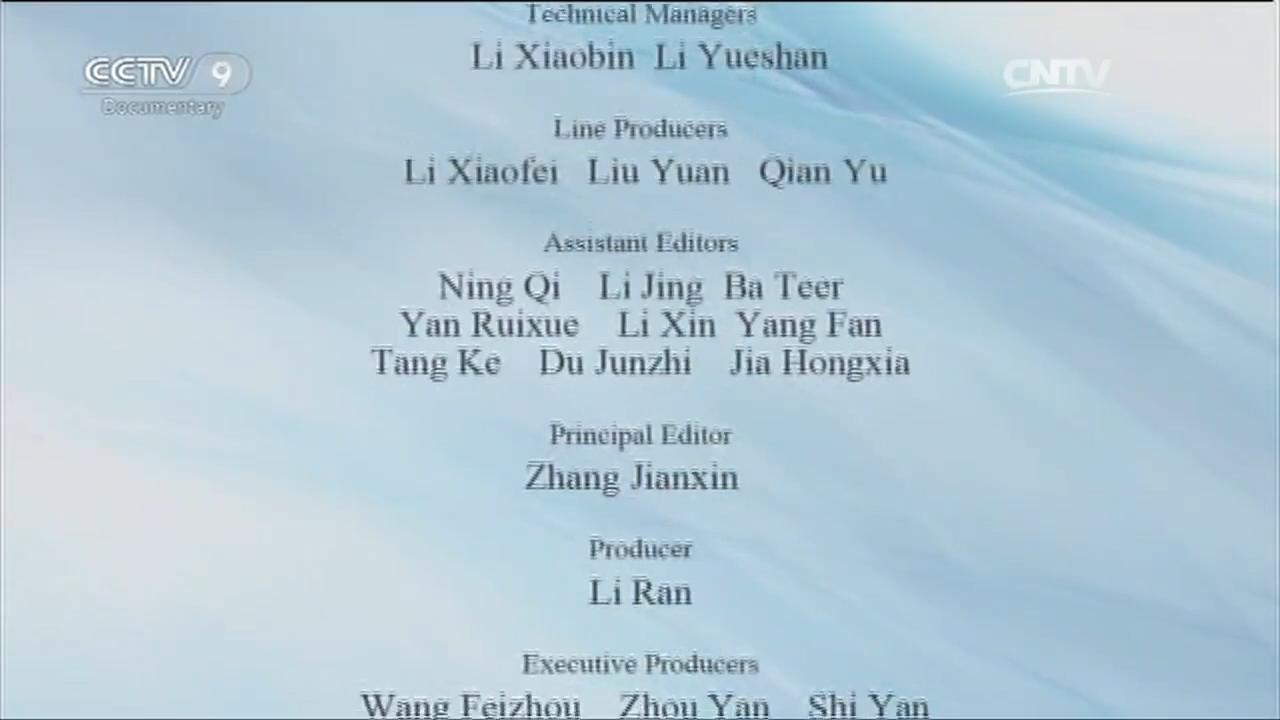 Technical Managers
CCTV 9
CNTV
Li Xiaobin Li Yueshan
Documentary
Line Producers
Li Xiaofei Liu Yuan Qian Yu
Assistant Editors
Ning Qi Li Jing Ba Teer
Yan Ruixue Li Xin Yang Fan
Tang Ke Du Junzhi Jia Hongxia
Principal Editor
Zhang Jianxin
Producer
Li Ran
Executive Producers
Wang Feizhou Zhou Yan Shi Yan